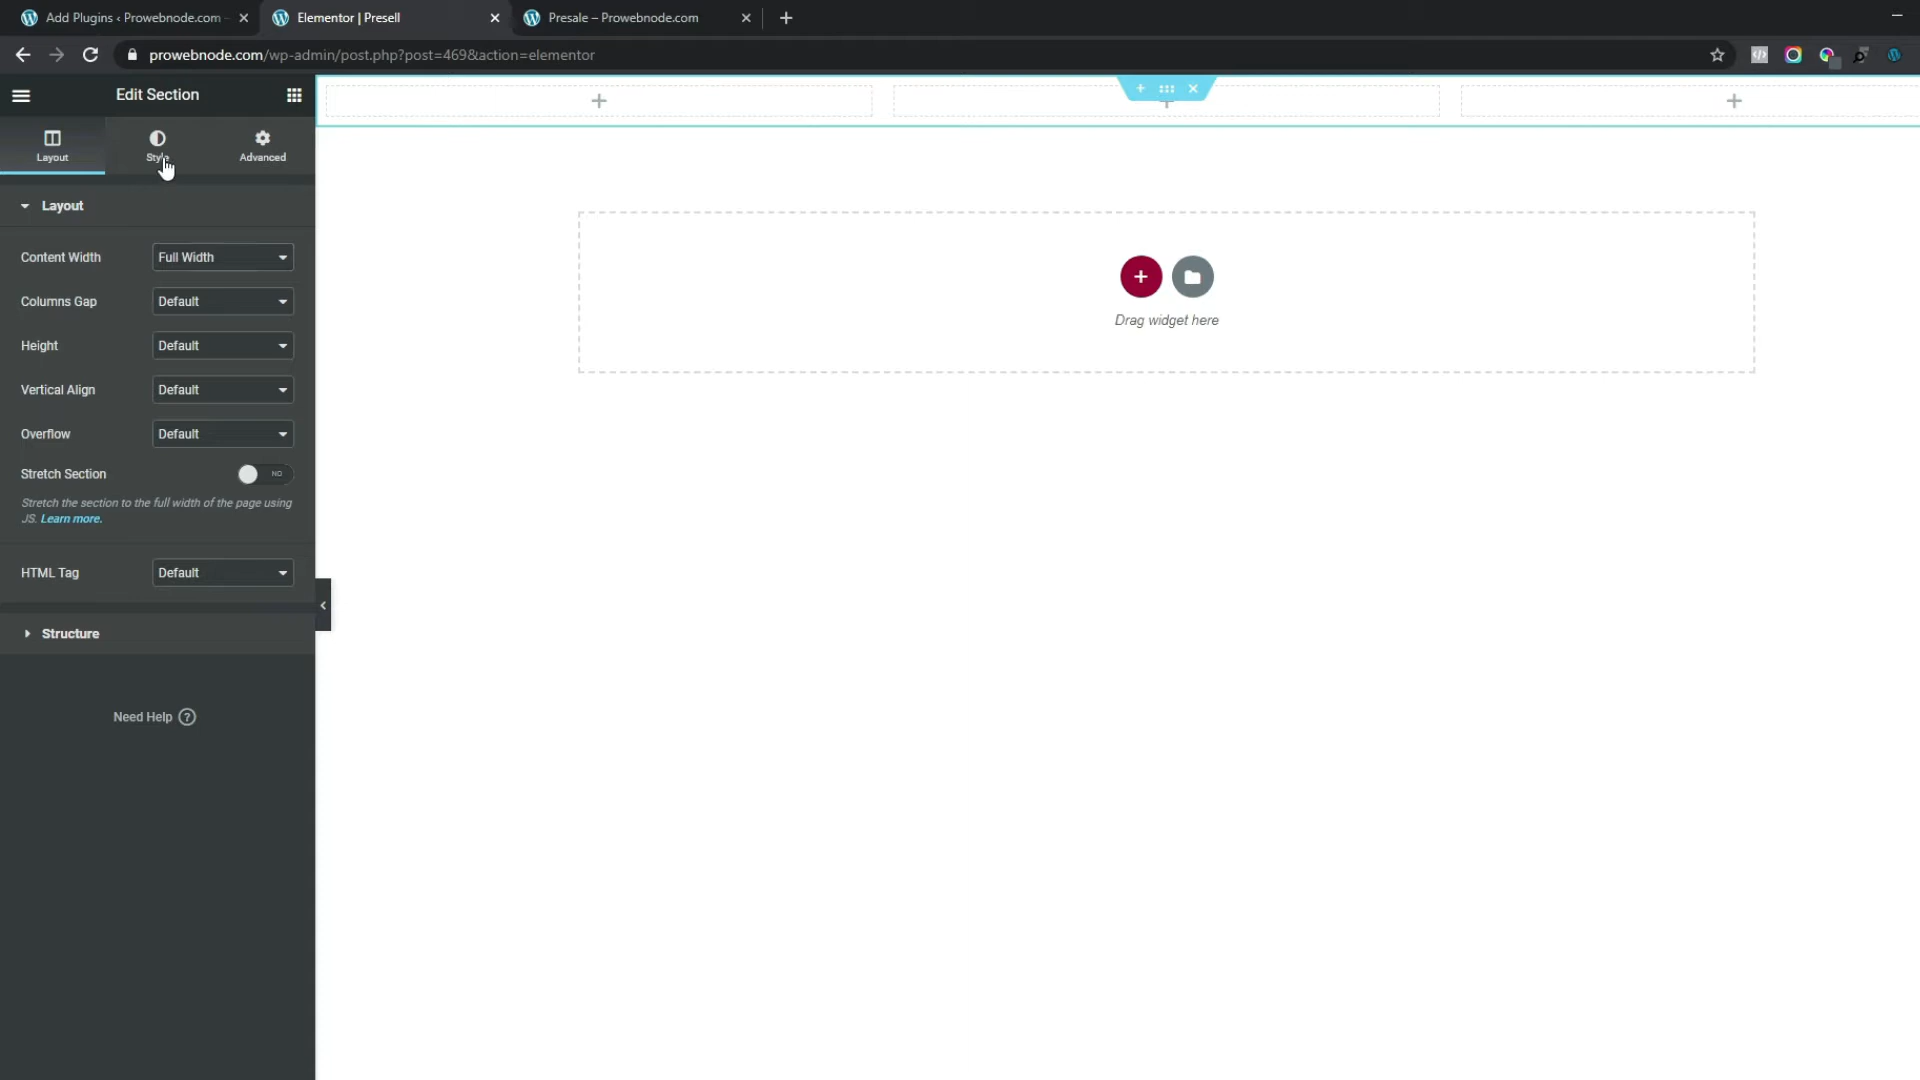 Add Plugins ‹ Prowebnode.com –
Elementor | Presell
Presale – Prowebnode.com
prowebnode.com/wp-admin/post.php?post=469&action=elementor
Edit Section
Layout
Style
Advanced
Layout
Content Width Full Width
Columns Gap Default
Height Default
Vertical Align Default
Overflow Default
Stretch Section NO
Stretch the section to the full width of the page using
JS. Learn more.
HTML Tag Default
Structure
Need Help ?
Drag widget here